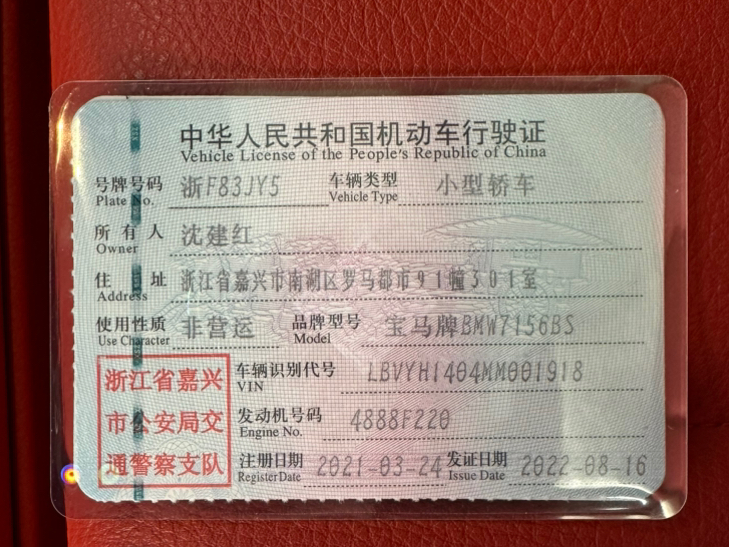 中华人民共和国机动车行驶证
Vehicle License of the People's Republic of China
号牌号码 浙F83JY5 车辆类型 小型轿车
Plate No. Vehicle Type
所有人 沈建红
Owner
住址 浙江省嘉兴市南湖区罗马都市91幢301室
Address
使用性质 非营运 品牌型号 宝马牌BMW7156BS
Use Character Model
车辆识别代号 LBVYH1404MM001918
VIN
发动机号码 4888F220
Engine No.
注册日期 2021-03-24 发证日期 2022-08-16
Register Date Issue Date
浙江省嘉兴
市公安局交
通警察支队